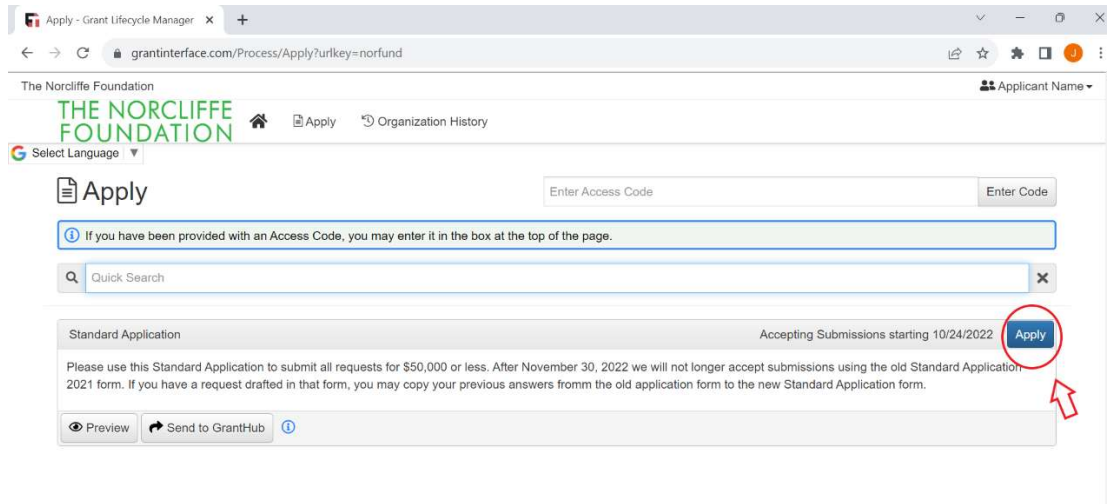 Apply - Grant Lifecycle Manager
grantinterface.com/Process/Apply?urlkey=norfund
J
The Norcliffe Foundation
Applicant Name
THE NORCLIFFE
FOUNDATION
Apply
Organization History
G Select Language
Apply
Enter Access Code
Enter Code
If you have been provided with an Access Code, you may enter it in the box at the top of the page.
Quick Search
Standard Application
Accepting Submissions starting 10/24/2022
Apply
Please use this Standard Application to submit all requests for $50,000 or less. After November 30, 2022 we will not longer accept submissions using the old Standard Application
2021 form. If you have a request drafted in that form, you may copy your previous answers fromm the old application form to the new Standard Application form.
Preview
Send to GrantHub